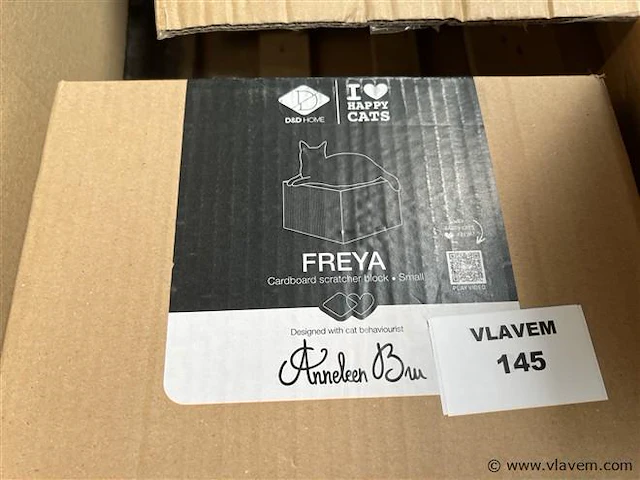 D&D HOME
I
HAPPY
CATS
FREYA
Cardboard scratcher block • Small
PLAY VIDEO
Designed with cat behaviourist
Anneleen Bru
VLAVEM
145
© www.vlavem.com